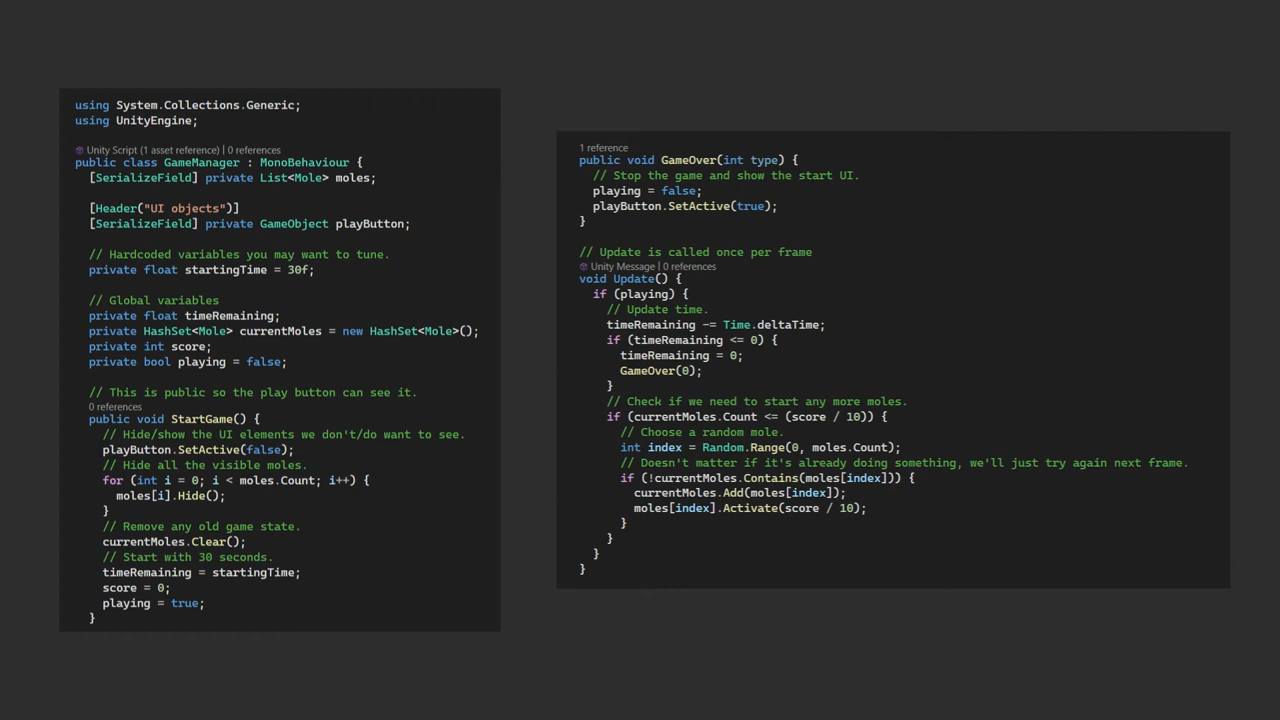 using System.Collections.Generic;
using UnityEngine;
Unity Script (1 asset reference) | 0 references
public class GameManager : MonoBehaviour {
[SerializeField] private List<Mole> moles;
[Header("UI objects")]
[SerializeField] private GameObject playButton;
// Hardcoded variables you may want to tune.
private float startingTime = 30f;
// Global variables
private float timeRemaining;
private HashSet<Mole> currentMoles = new HashSet<Mole>();
private int score;
private bool playing = false;
// This is public so the play button can see it.
0 references
public void StartGame() {
// Hide/show the UI elements we don't/do want to see.
playButton.SetActive(false);
// Hide all the visible moles.
for (int i = 0; i < moles.Count; i++) {
moles[i].Hide();
}
// Remove any old game state.
currentMoles.Clear();
// Start with 30 seconds.
timeRemaining = startingTime;
score = 0;
playing = true;
}
1 reference
public void GameOver(int type) {
// Stop the game and show the start UI.
playing = false;
playButton.SetActive(true);
}
// Update is called once per frame
Unity Message | 0 references
void Update() {
if (playing) {
// Update time.
timeRemaining -= Time.deltaTime;
if (timeRemaining <= 0) {
timeRemaining = 0;
GameOver(0);
}
// Check if we need to start any more moles.
if (currentMoles.Count <= (score / 10)) {
// Choose a random mole.
int index = Random.Range(0, moles.Count);
// Doesn't matter if it's already doing something, we'll just try again next frame.
if (!currentMoles.Contains(moles[index])) {
currentMoles.Add(moles[index]);
moles[index].Activate(score / 10);
}
}
}
}